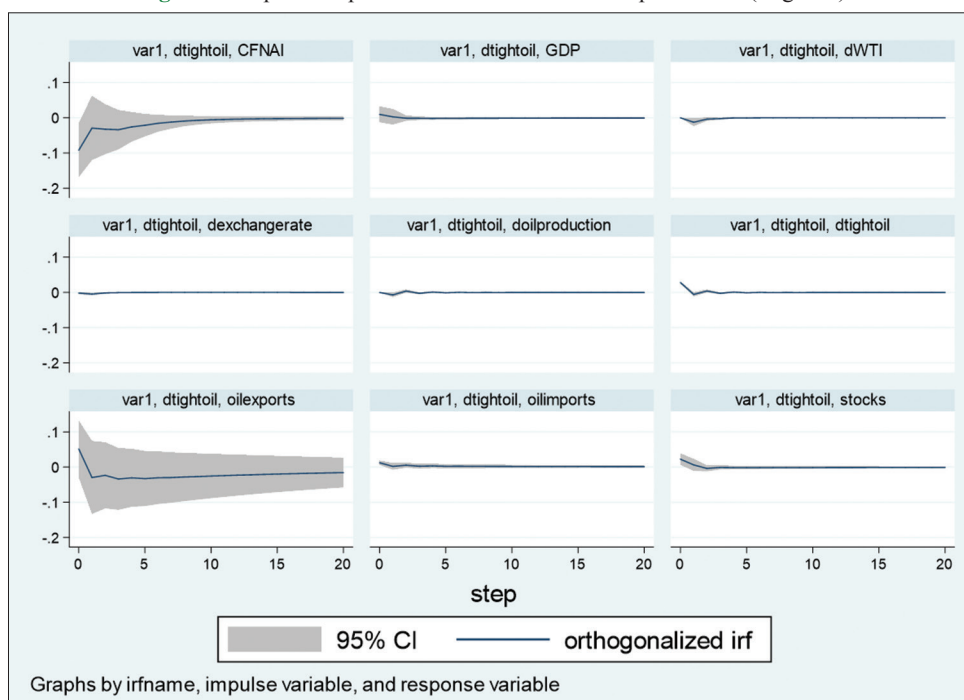 var1, dtightoil, CFNAI
var1, dtightoil, GDP
var1, dtightoil, dWTI
.1
0
-.1
-.2
var1, dtightoil, dexchangerate
var1, dtightoil, doilproduction
var1, dtightoil, dtightoil
.1
0
-.1
-.2
var1, dtightoil, oilexports
var1, dtightoil, oilimports
var1, dtightoil, stocks
.1
0
-.1
-.2
0 5 10 15 20
0 5 10 15 20
0 5 10 15 20
step
95% CI
orthogonalized irf
Graphs by irfname, impulse variable, and response variable